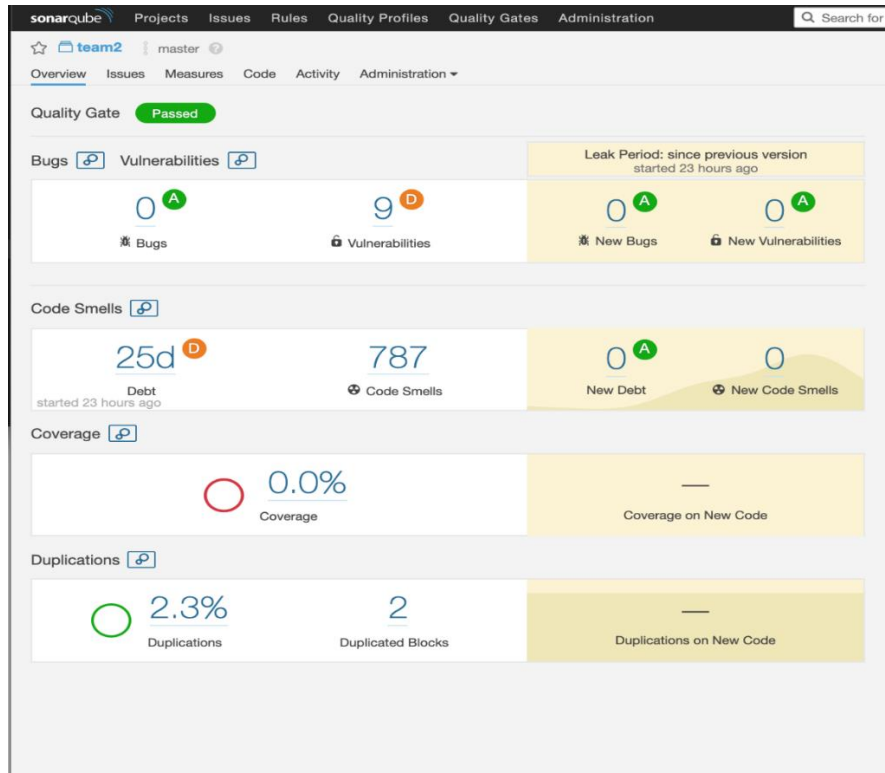 sonarqube Projects Issues Rules Quality Profiles Quality Gates Administration Search for
team2 master
Overview Issues Measures Code Activity Administration
Quality Gate Passed
Bugs Vulnerabilities
Leak Period: since previous version
started 23 hours ago
0 A 9 D 0 A 0 A
Bugs Vulnerabilities New Bugs New Vulnerabilities
Code Smells
25d D 787 0 A 0
Debt Code Smells New Debt New Code Smells
started 23 hours ago
Coverage
0.0% —
Coverage Coverage on New Code
Duplications
2.3% 2 —
Duplications Duplicated Blocks Duplications on New Code